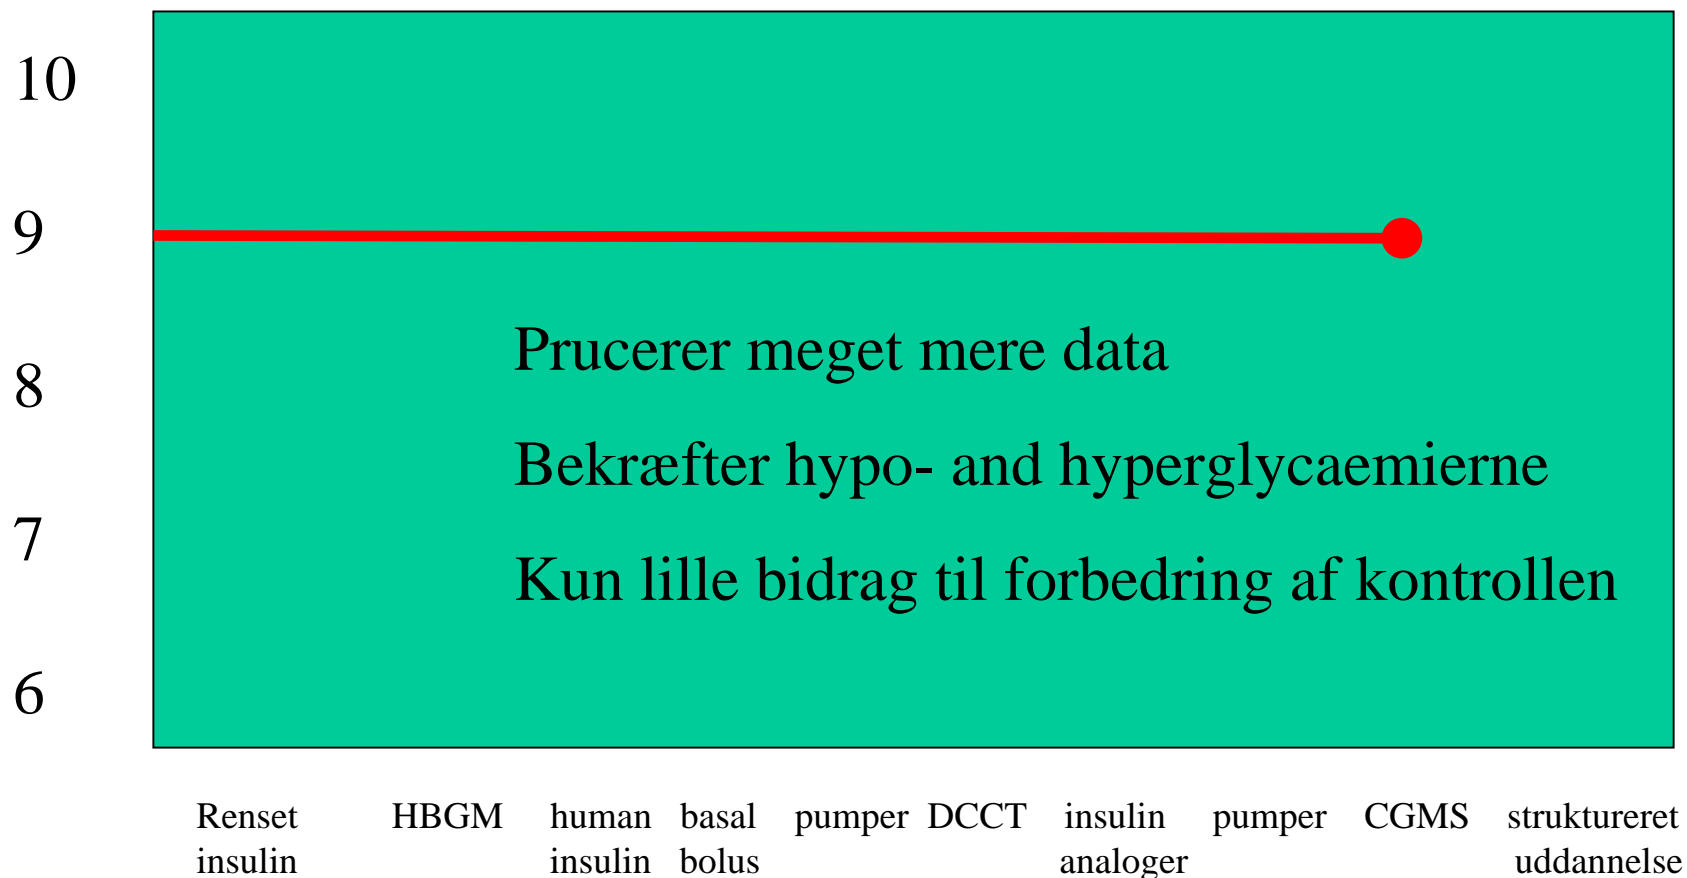 10
9
8
7
6
Prucerer meget mere data
Bekræfter hypo- and hyperglycaemierne
Kun lille bidrag til forbedring af kontrollen
Renset HBGM human basal pumper DCCT insulin pumper CGMS struktureret
insulin insulin bolus analoger uddannelse